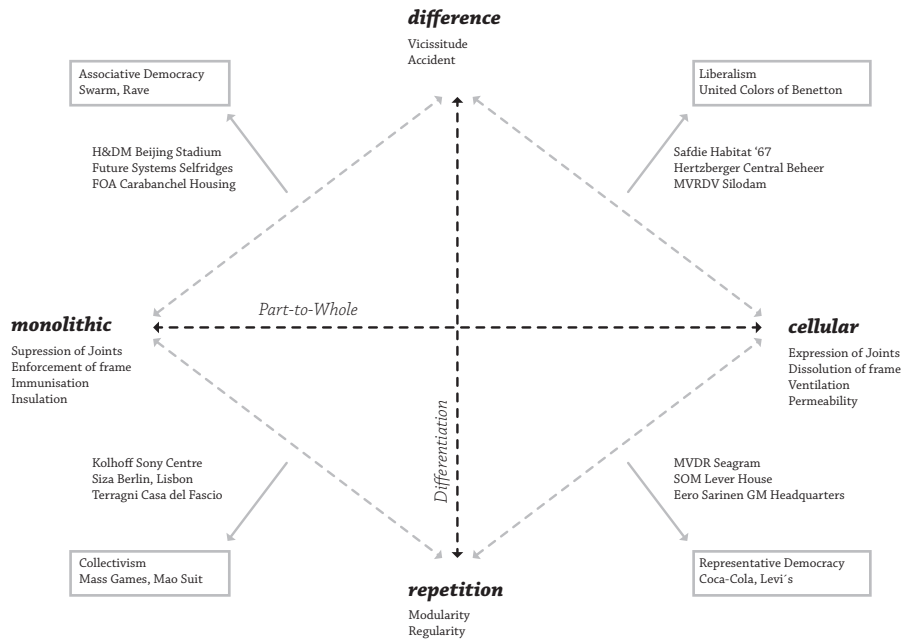 difference
Vicissitude
Accident
Associative Democracy
Swarm, Rave
Liberalism
United Colors of Benetton
H&DM Beijing Stadium
Future Systems Selfridges
FOA Carabanchel Housing
Safdie Habitat ‘67
Hertzberger Central Beheer
MVRDV Silodam
Part-to-Whole
monolithic
Supression of Joints
Enforcement of frame
Immunisation
Insulation
cellular
Expression of Joints
Dissolution of frame
Ventilation
Permeability
Differentiation
Kolhoff Sony Centre
Siza Berlin, Lisbon
Terragni Casa del Fascio
MVDR Seagram
SOM Lever House
Eero Sarinen GM Headquarters
Collectivism
Mass Games, Mao Suit
Representative Democracy
Coca-Cola, Levi´s
repetition
Modularity
Regularity